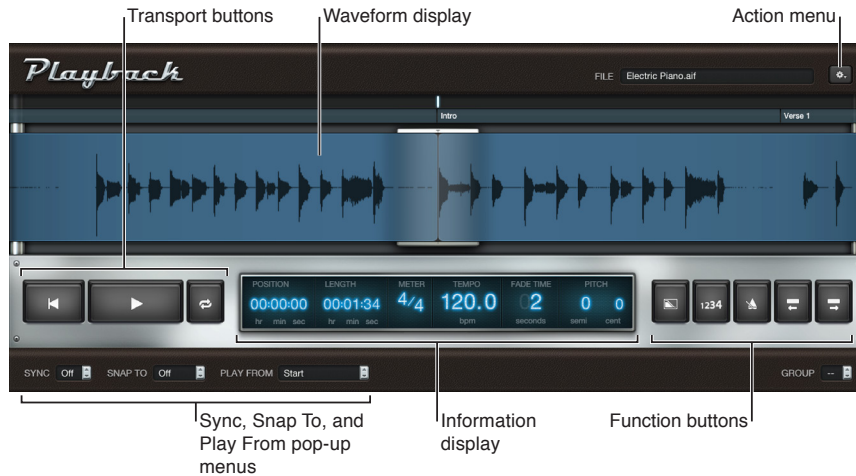 Transport buttons
Waveform display
Action menu
Playback
FILE Electric Piano.aif
Intro
Verse 1
POSITION LENGTH METER TEMPO FADE TIME PITCH
00:00:00 00:01:34 4/4 120.0 02 0 0
hr min sec hr min sec bpm seconds semi cent
1234
SYNC Off SNAP TO Off PLAY FROM Start GROUP --
Sync, Snap To, and
Play From pop-up
menus
Information
display
Function buttons